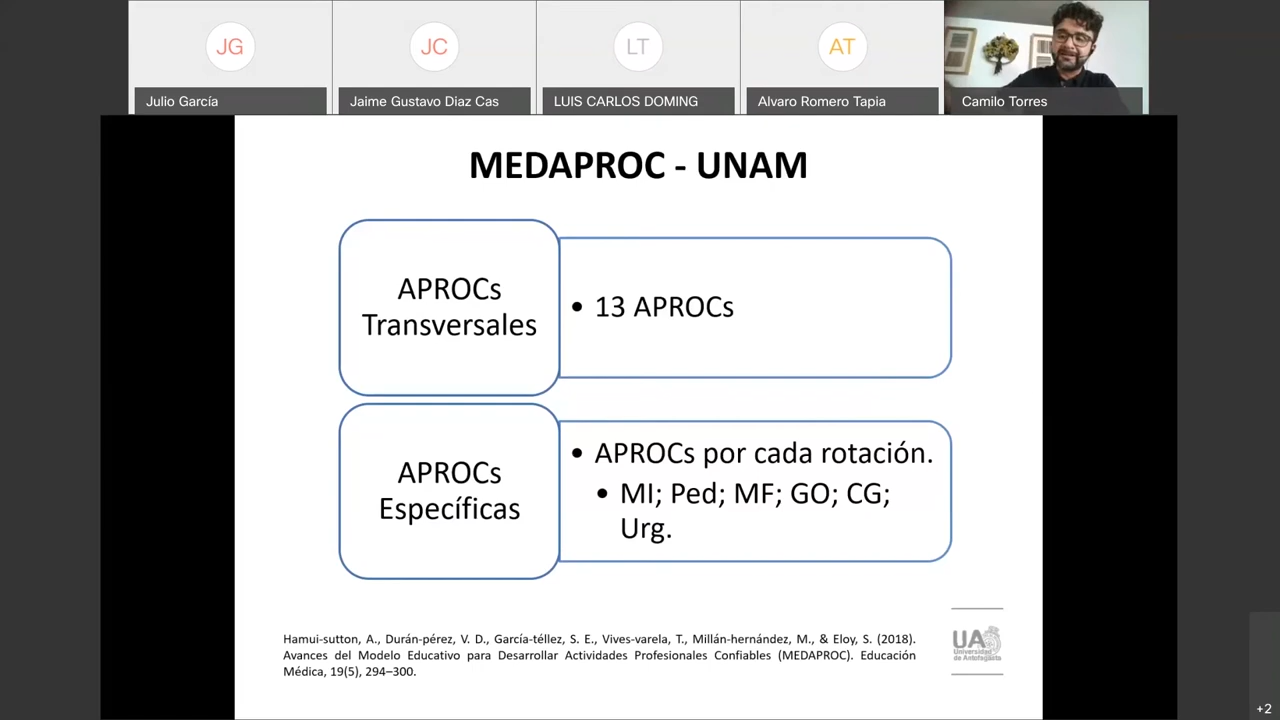 JG
JC
LT
AT
Julio García
Jaime Gustavo Diaz Cas
LUIS CARLOS DOMING
Alvaro Romero Tapia
Camilo Torres
MEDAPROC - UNAM
APROCs
Transversales
• 13 APROCs
APROCs
Específicas
• APROCs por cada rotación.
• MI; Ped; MF; GO; CG;
Urg.
Hamui-sutton, A., Durán-pérez, V. D., García-téllez, S. E., Vives-varela, T., Millán-hernández, M., & Eloy, S. (2018).
Avances del Modelo Educativo para Desarrollar Actividades Profesionales Confiables (MEDAPROC). Educación
Médica, 19(5), 294–300.
UA
Universidad
de Antofagasta
+2